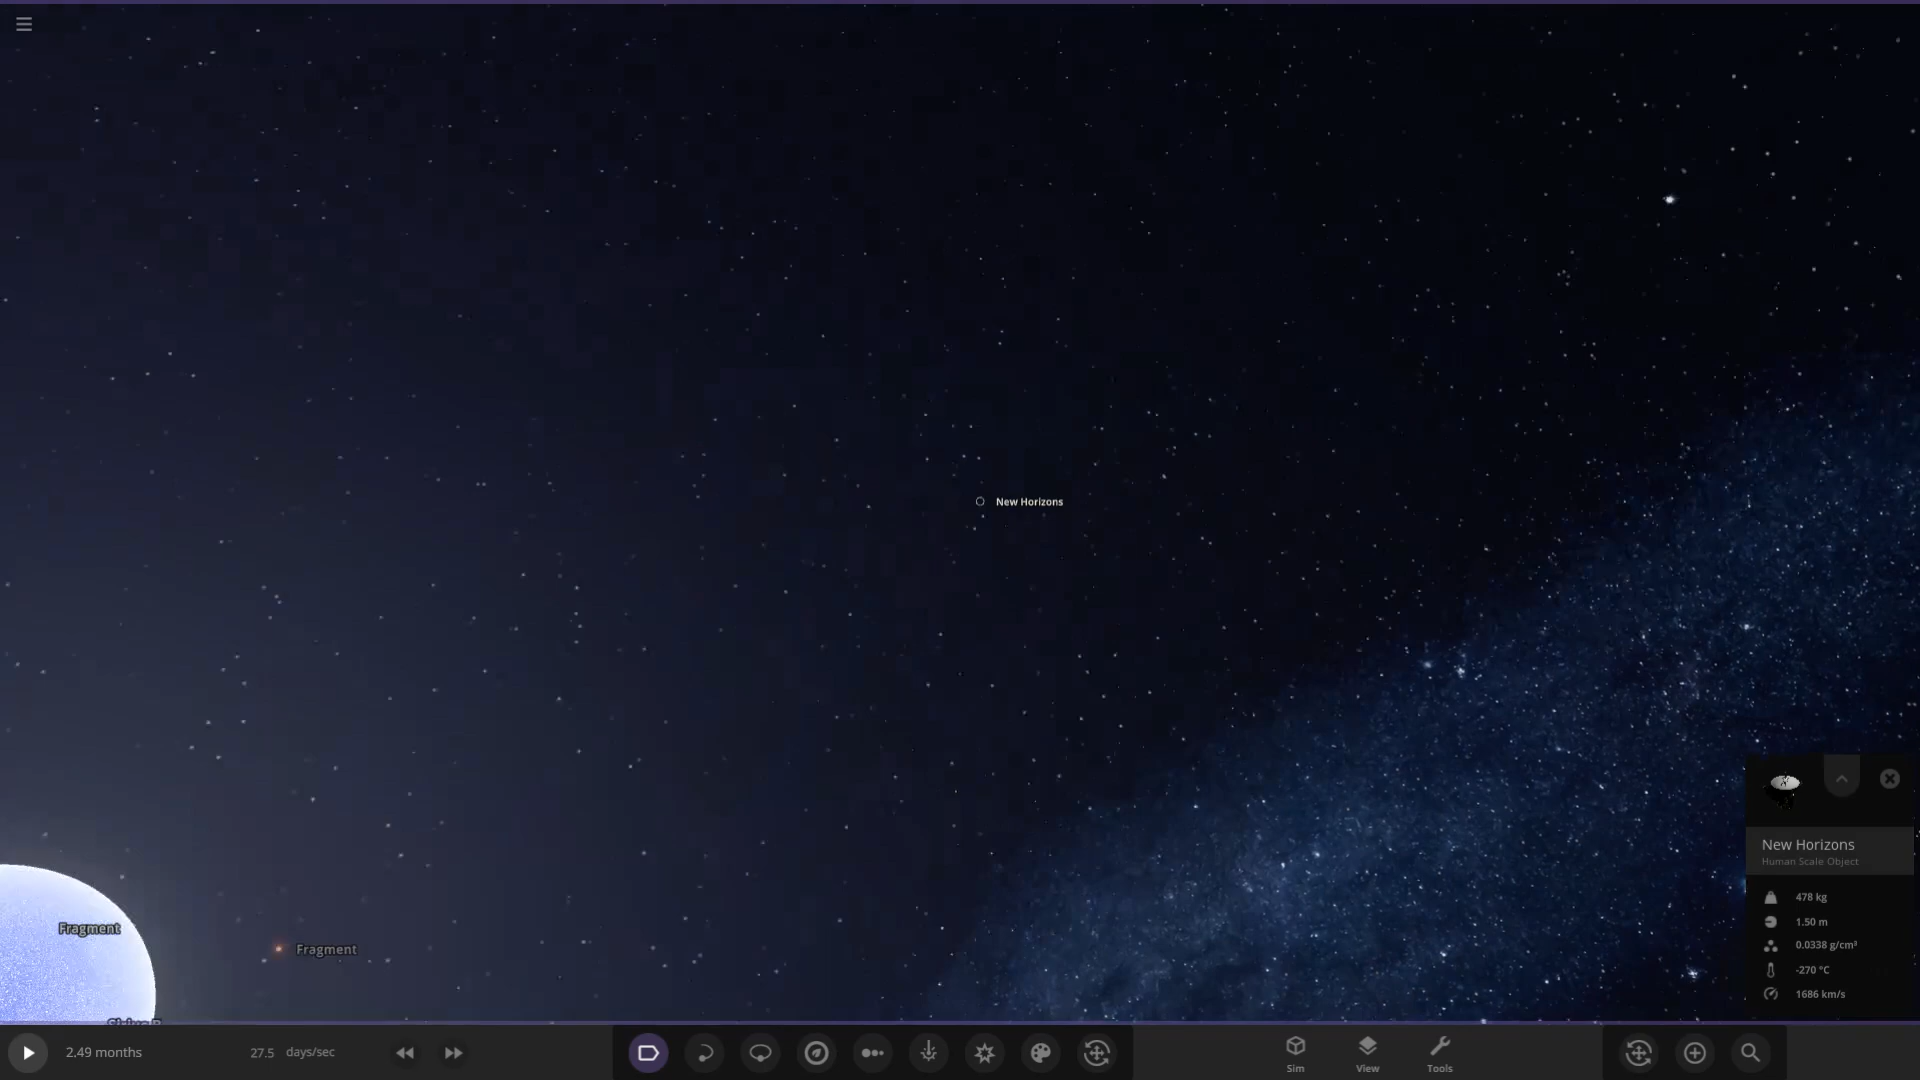 New Horizons
New Horizons
Human Scale Object
478 kg
1.50 m
0.0338 g/cm³
-270 °C
1686 km/s
Fragment
Fragment
2.49 months
27.5 days/sec
Sim
View
Tools